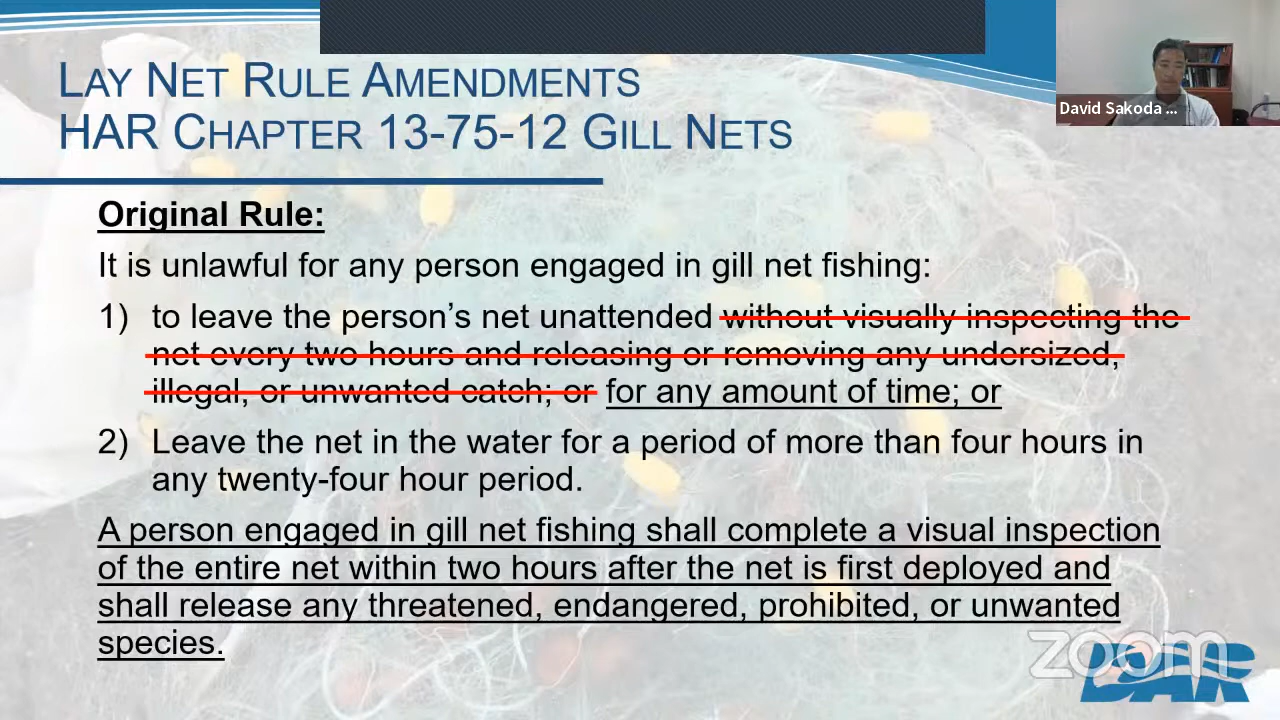 LAY NET RULE AMENDMENTS
HAR CHAPTER 13-75-12 GILL NETS
David Sakoda ...
Original Rule:
It is unlawful for any person engaged in gill net fishing:
1) to leave the person’s net unattended without visually inspecting the
net every two hours and releasing or removing any undersized,
illegal, or unwanted catch; or for any amount of time; or
2) Leave the net in the water for a period of more than four hours in
any twenty-four hour period.
A person engaged in gill net fishing shall complete a visual inspection
of the entire net within two hours after the net is first deployed and
shall release any threatened, endangered, prohibited, or unwanted
species.
zoom
DAR